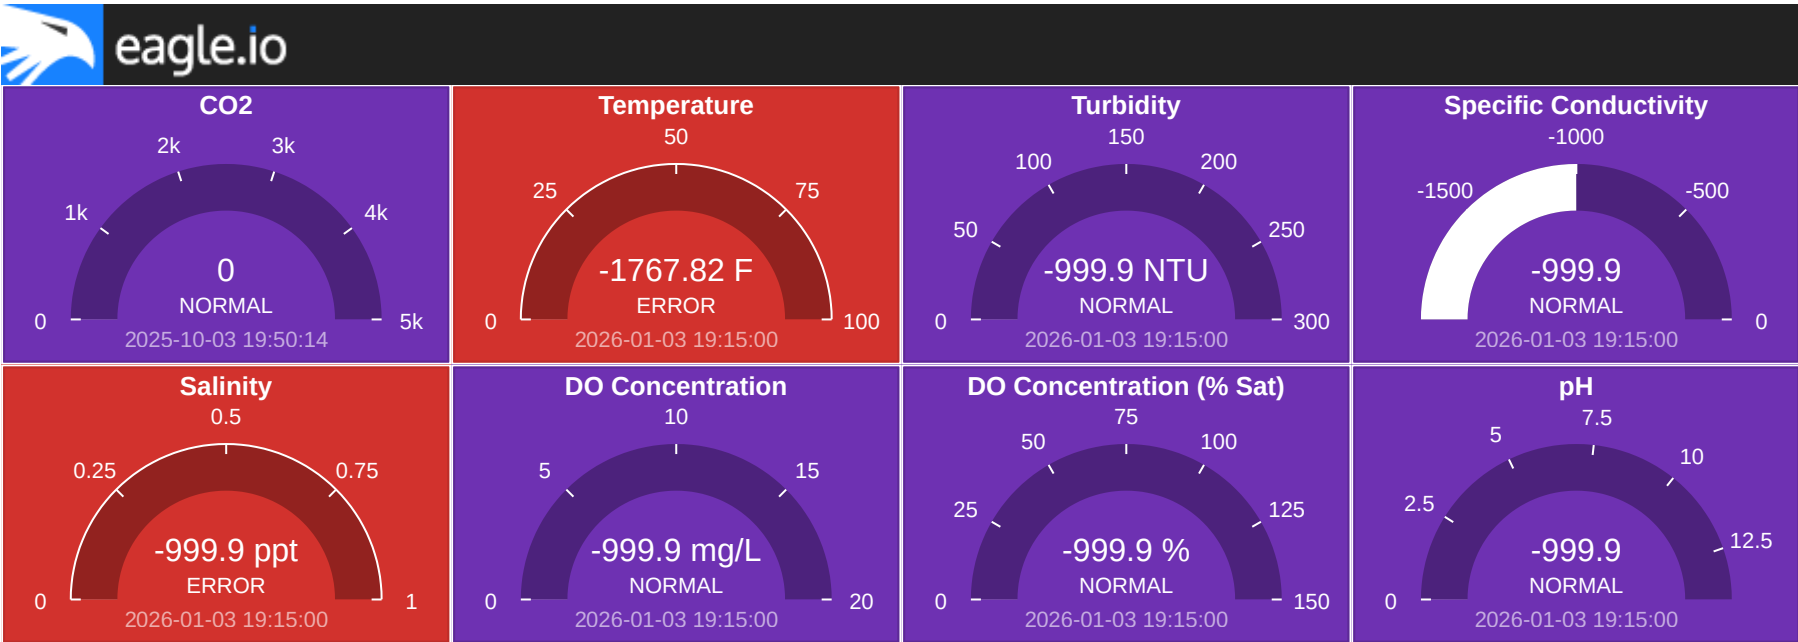 eagle.io
CO2
0
1k
2k
3k
4k
5k
0
NORMAL
2025-10-03 19:50:14
Temperature
0
25
50
75
100
-1767.82 F
ERROR
2026-01-03 19:15:00
Turbidity
0
50
100
150
200
250
300
-999.9 NTU
NORMAL
2026-01-03 19:15:00
Specific Conductivity
-1500
-1000
-500
0
-999.9
NORMAL
2026-01-03 19:15:00
Salinity
0
0.25
0.5
0.75
1
-999.9 ppt
ERROR
2026-01-03 19:15:00
DO Concentration
0
5
10
15
20
-999.9 mg/L
NORMAL
2026-01-03 19:15:00
DO Concentration (% Sat)
0
25
50
75
100
125
150
-999.9 %
NORMAL
2026-01-03 19:15:00
pH
0
2.5
5
7.5
10
12.5
-999.9
NORMAL
2026-01-03 19:15:00